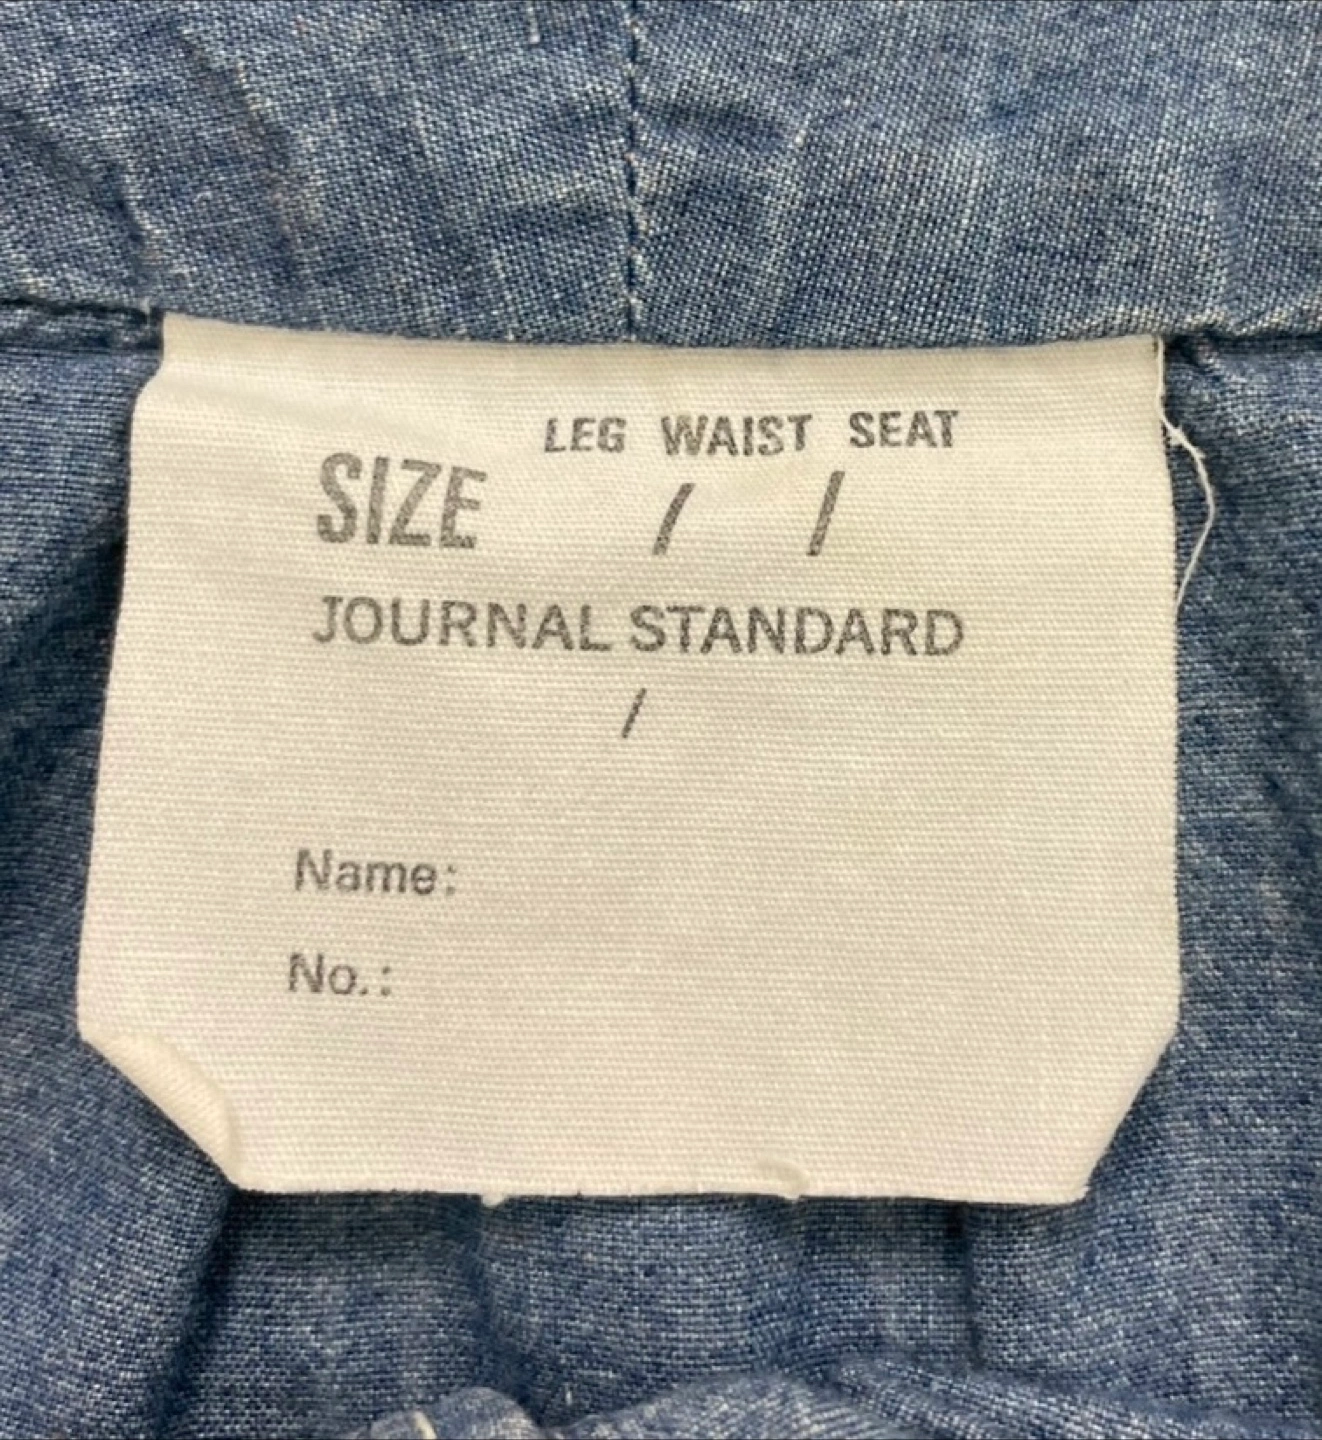 LEG WAIST SEAT
SIZE / /
JOURNAL STANDARD
/
Name:
No.: